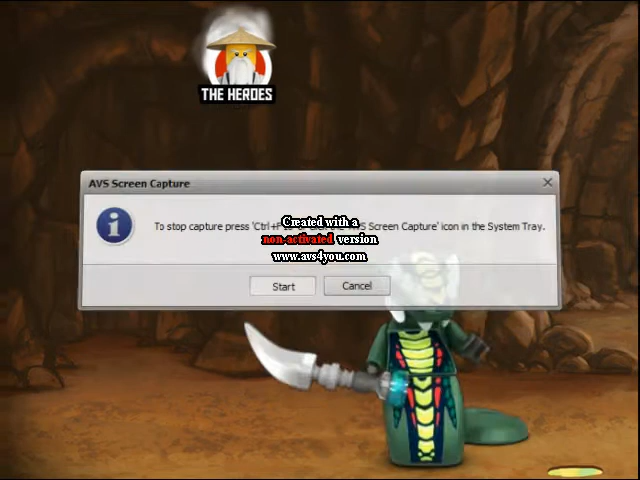 THE HEROES
AVS Screen Capture
To stop capture press 'Ctrl+F Screen Capture' icon in the System Tray.
Created with a
non-activated version
www.avs4you.com
Start
Cancel